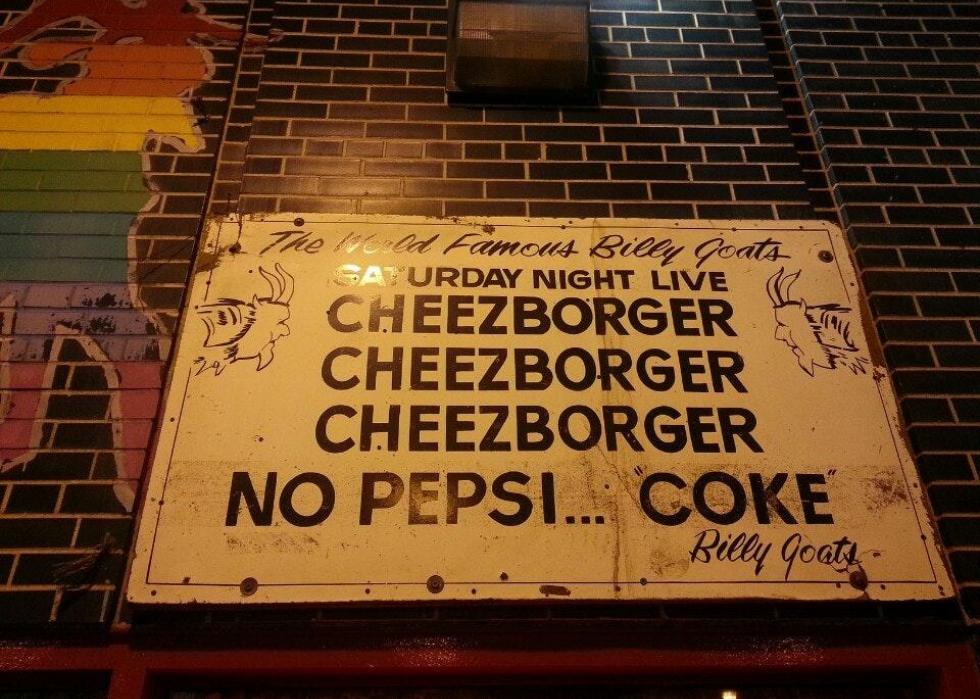 The World Famous Billy Goats
SATURDAY NIGHT LIVE
CHEEZBORGER
CHEEZBORGER
CHEEZBORGER
NO PEPSI... "COKE"
Billy Goats